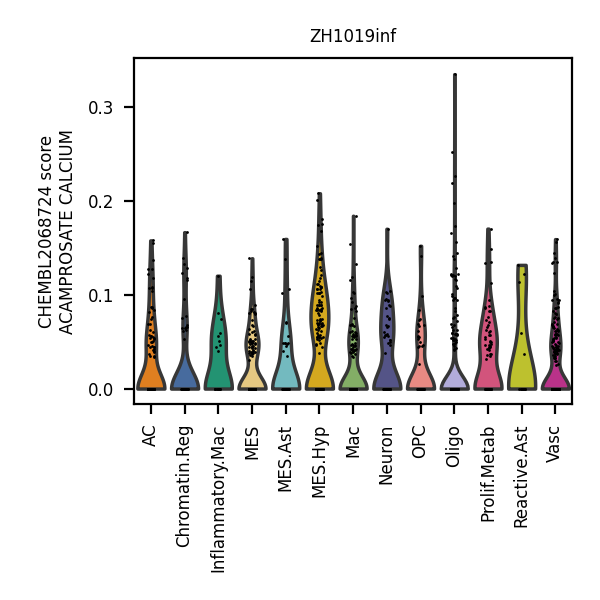 ZH1019inf
CHEMBL2068724 score
ACAMPROSATE CALCIUM
0.3
0.2
0.1
0.0
AC
Chromatin.Reg
Inflammatory.Mac
MES
MES.Ast
MES.Hyp
Mac
Neuron
OPC
Oligo
Prolif.Metab
Reactive.Ast
Vasc